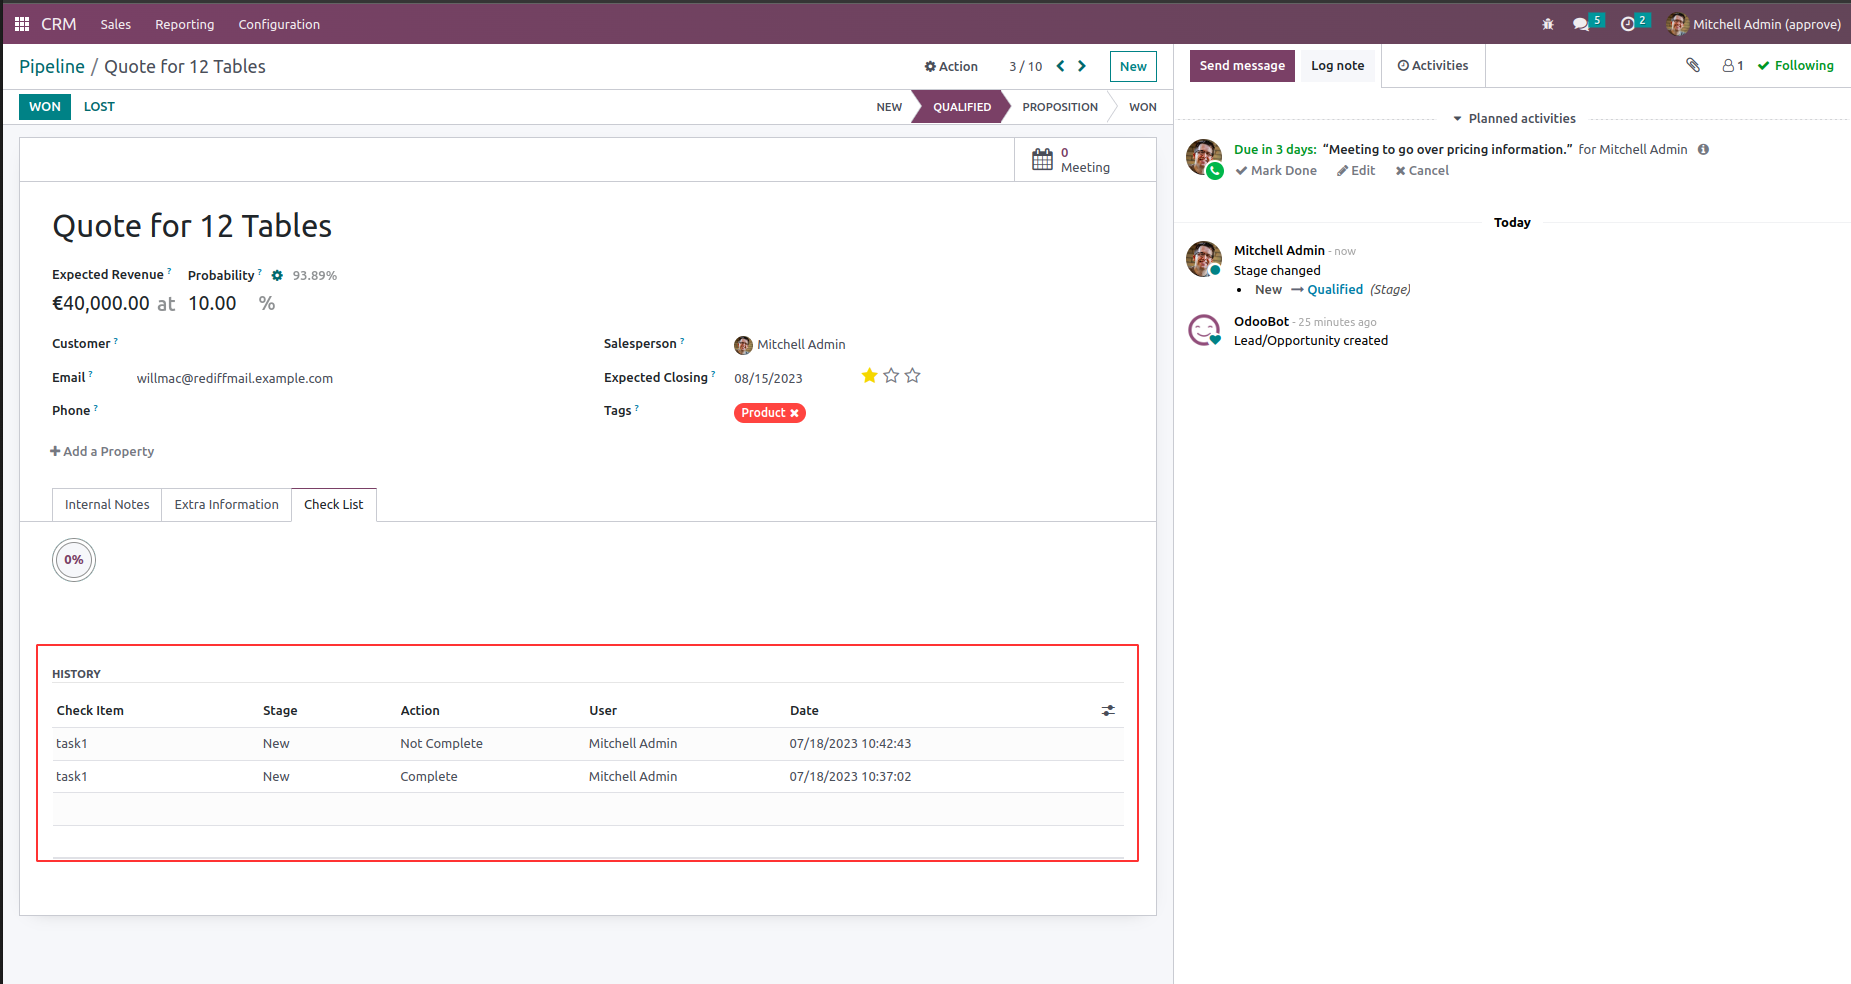 CRM Sales Reporting Configuration 5 2 Mitchell Admin (approve)
Pipeline / Quote for 12 Tables Action 3 / 10 New
WON LOST NEW QUALIFIED PROPOSITION WON
0
Meeting
Quote for 12 Tables
Expected Revenue ? Probability ? 93.89%
€40,000.00 at 10.00 %
Customer ?
Salesperson ? Mitchell Admin
Email ? willmac@rediffmail.example.com
Expected Closing ? 08/15/2023
Phone ?
Tags ? Product
Add a Property
Internal Notes Extra Information Check List
0%
HISTORY
Check Item Stage Action User Date
task1 New Not Complete Mitchell Admin 07/18/2023 10:42:43
task1 New Complete Mitchell Admin 07/18/2023 10:37:02
Send message Log note Activities 1 Following
Planned activities
Due in 3 days: “Meeting to go over pricing information.” for Mitchell Admin
Mark Done Edit Cancel
Today
Mitchell Admin - now
Stage changed
• New → Qualified (Stage)
OdooBot - 25 minutes ago
Lead/Opportunity created